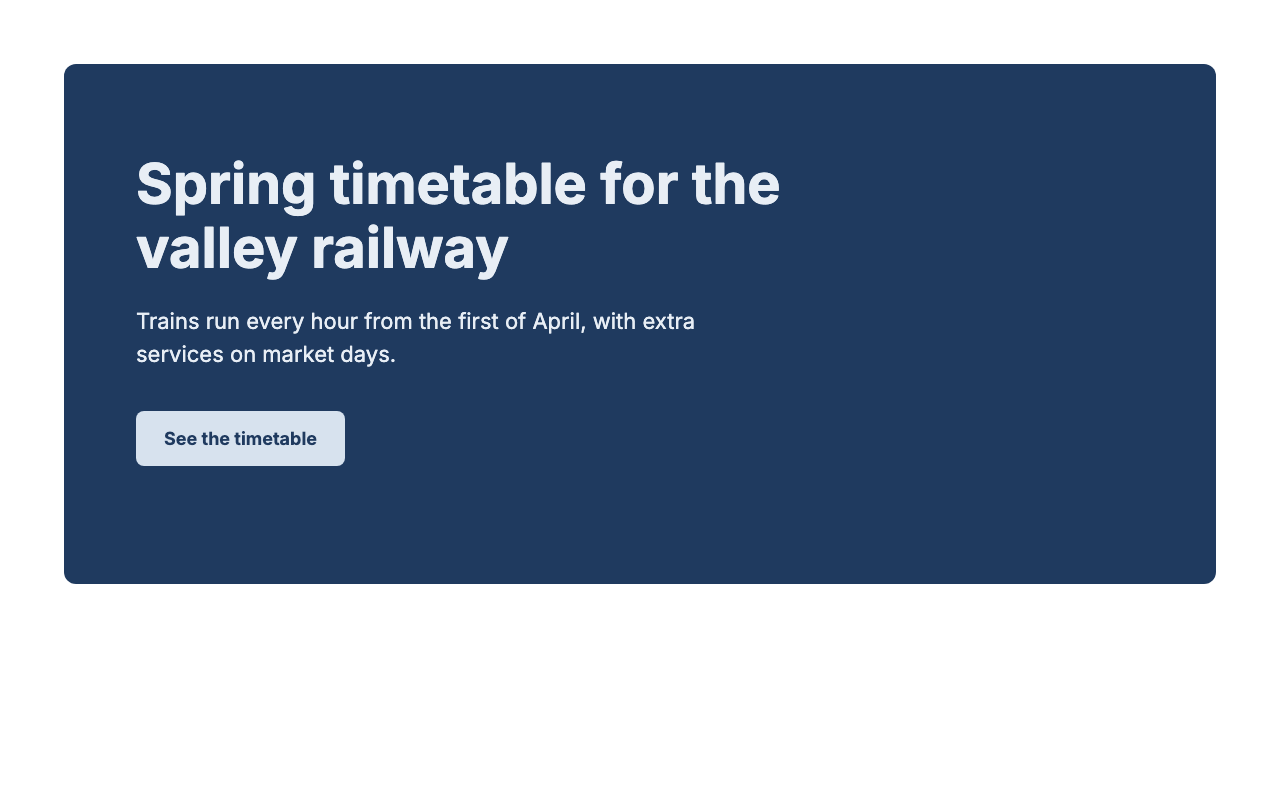 Spring timetable for the
valley railway
Trains run every hour from the first of April, with extra
services on market days.
See the timetable